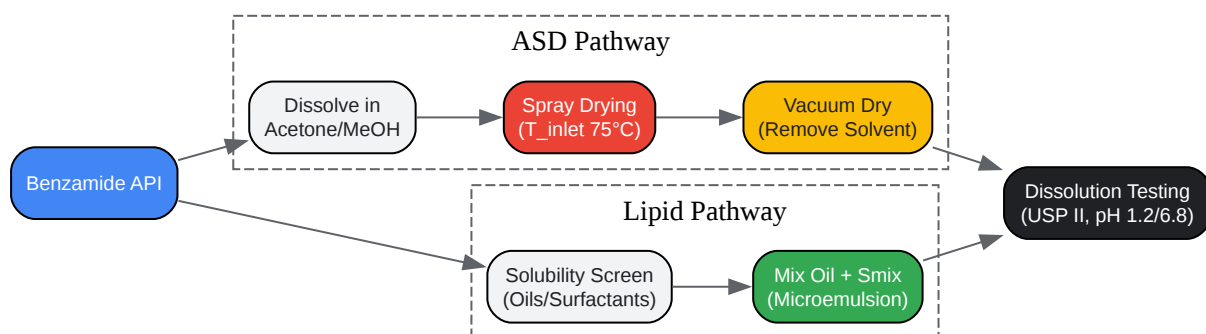 ASD Pathway
Dissolve in
Acetone/MeOH
Spray Drying
(T_inlet 75°C)
Vacuum Dry
(Remove Solvent)
Benzamide API
Dissolution Testing
(USP II, pH 1.2/6.8)
Lipid Pathway
Solubility Screen
(Oils/Surfactants)
Mix Oil + Smix
(Microemulsion)